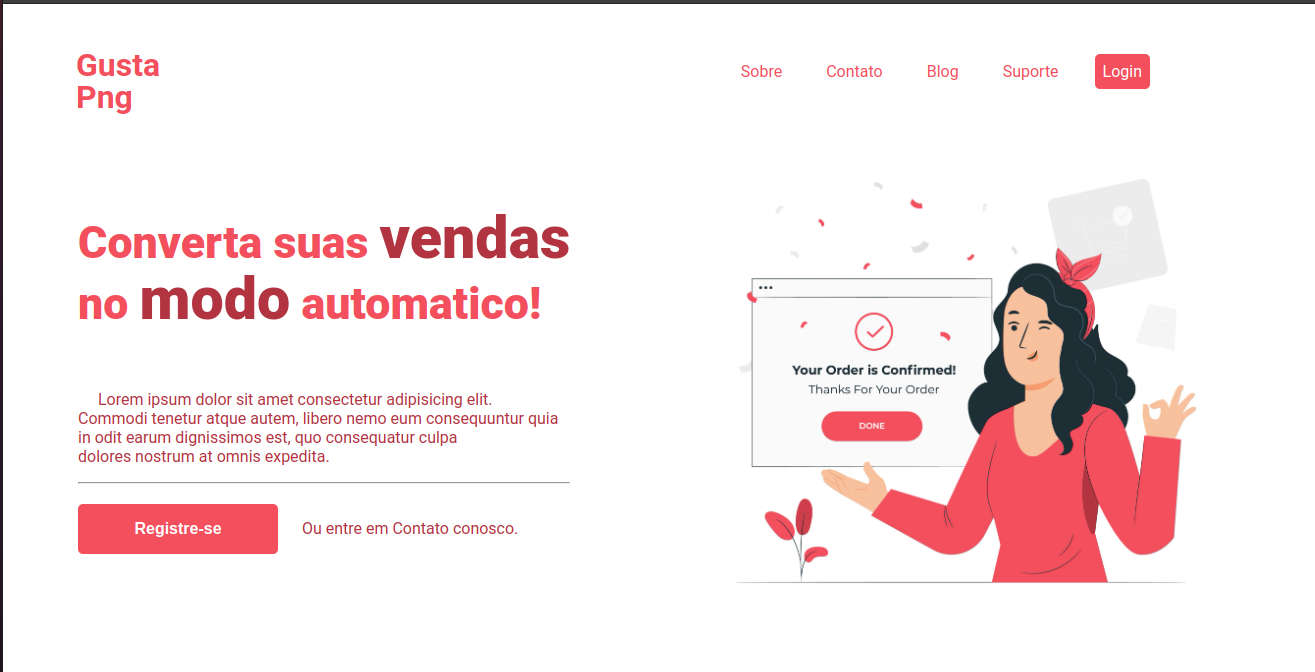 Gusta
Png
Sobre
Contato
Blog
Suporte
Login
Converta suas vendas
no modo automatico!
Lorem ipsum dolor sit amet consectetur adipisicing elit.
Commodi tenetur atque autem, libero nemo eum consequuntur quia
in odit earum dignissimos est, quo consequatur culpa
dolores nostrum at omnis expedita.
Registre-se
Ou entre em Contato conosco.
Your Order is Confirmed!
Thanks For Your Order
DONE